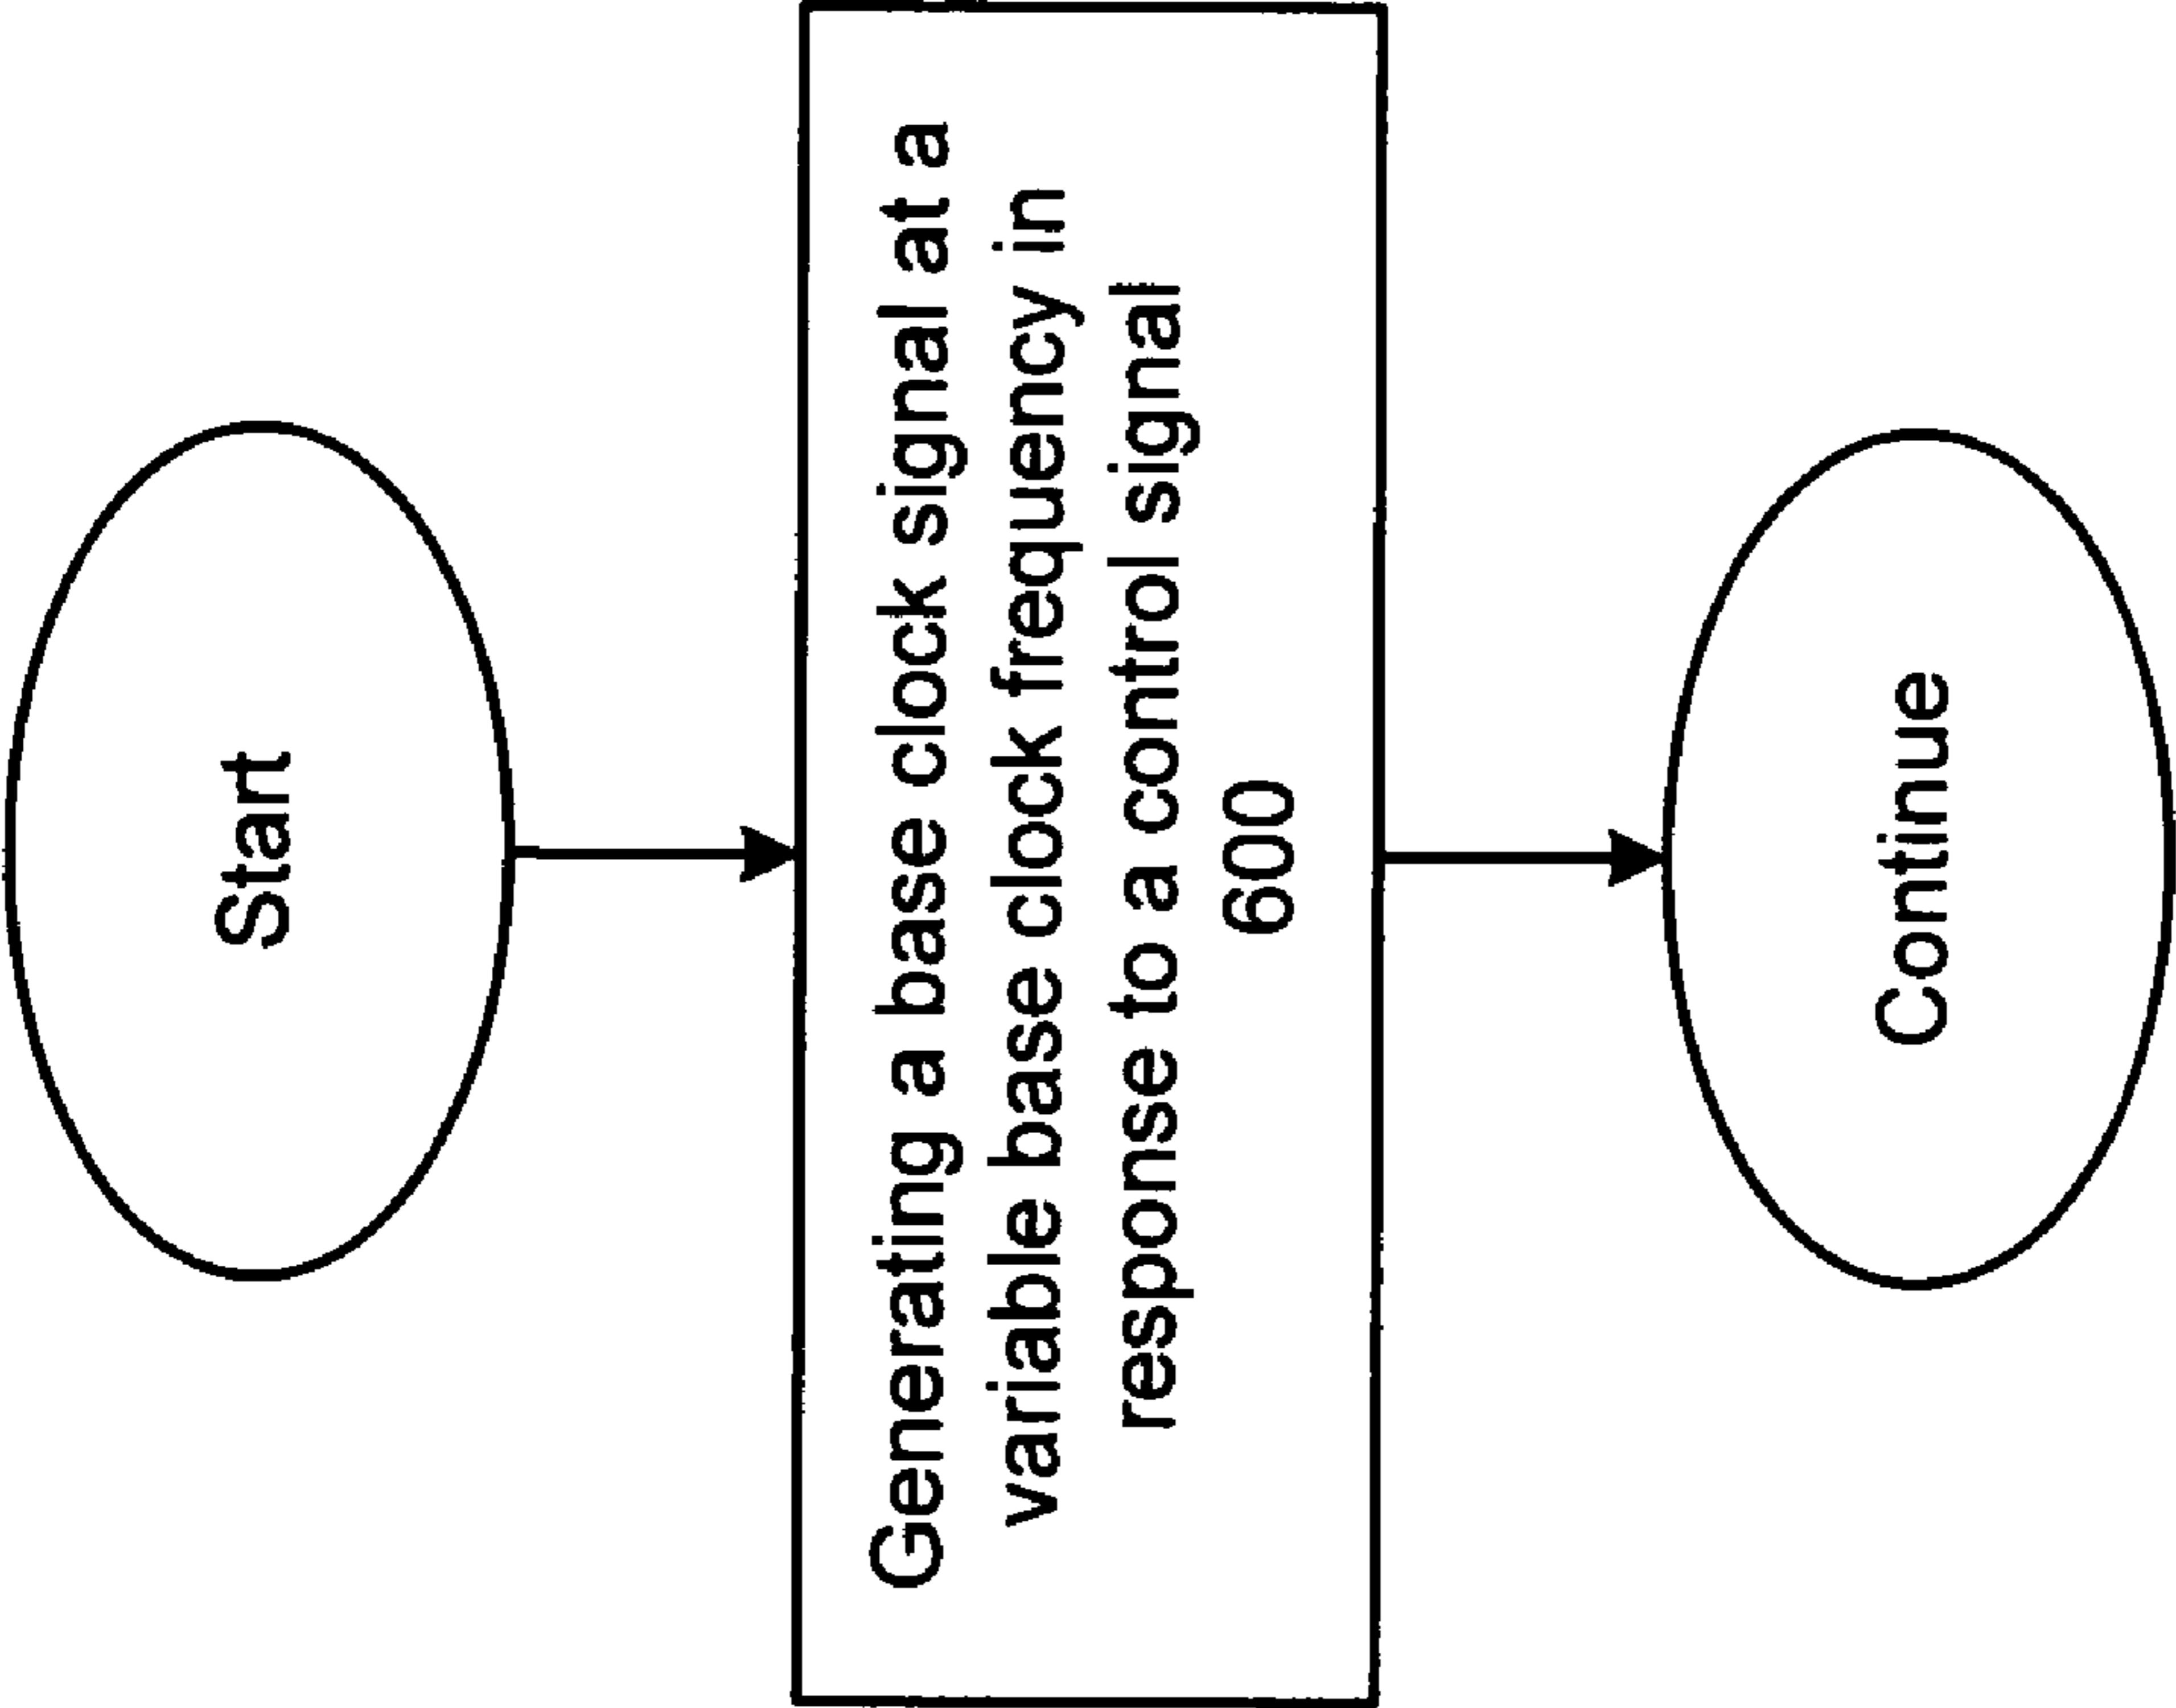 Start
Generating a base clock signal at a
variable base clock frequency in
response to a control signal
600
Continue